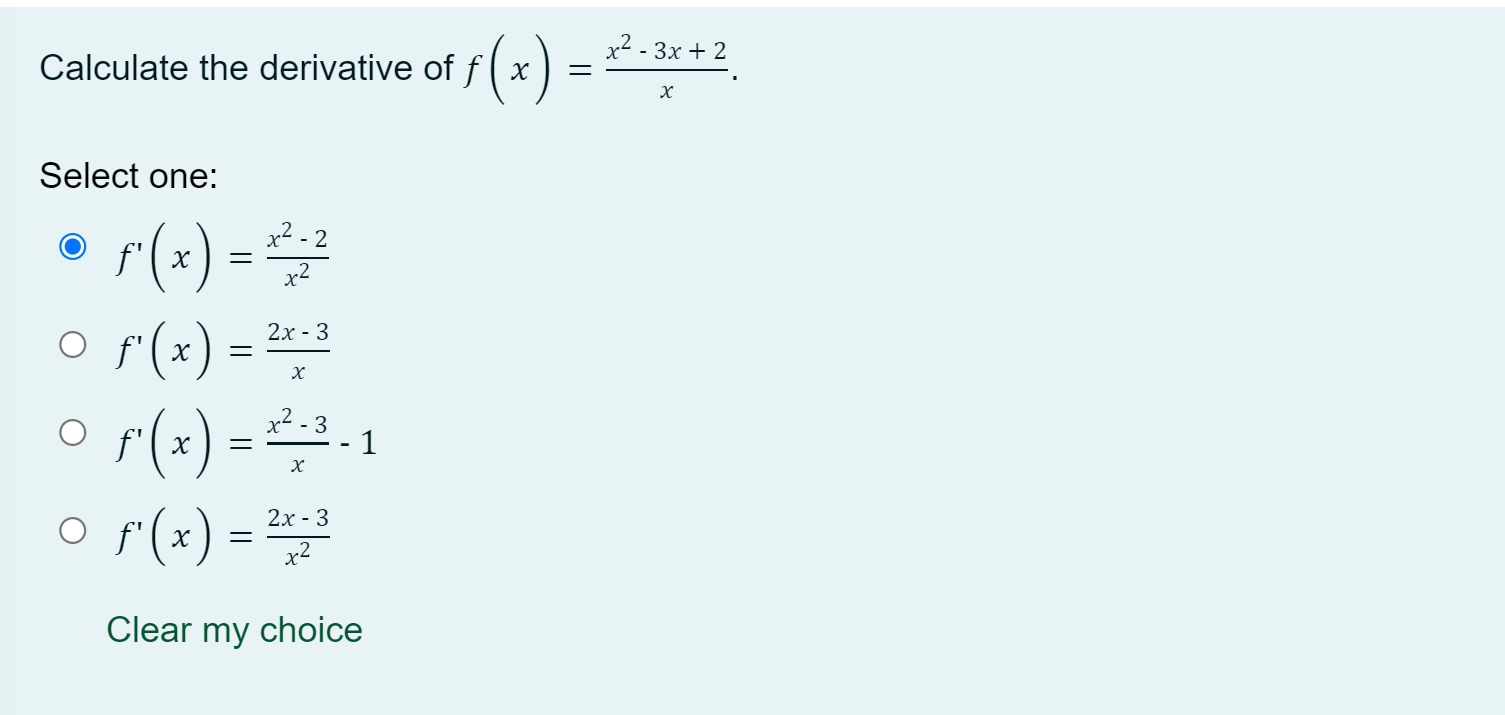 Calculate the derivative of f(x) = (x² - 3x + 2)/x.
Select one:
f'(x) = (x² - 2)/x²
f'(x) = (2x - 3)/x
f'(x) = (x² - 3)/x - 1
f'(x) = (2x - 3)/x²
Clear my choice